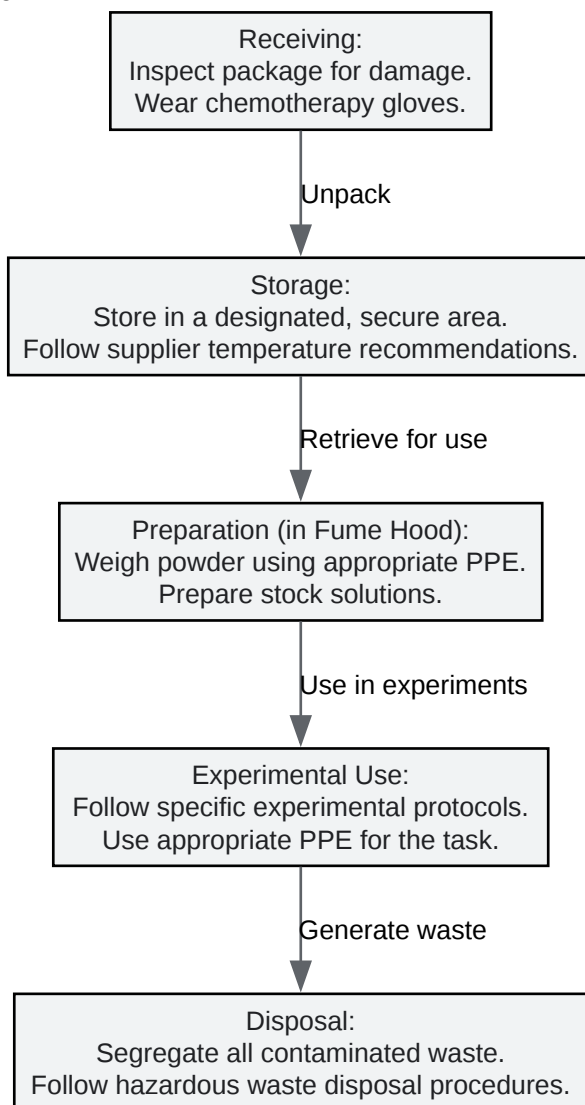 Receiving:
Inspect package for damage.
Wear chemotherapy gloves.
Unpack
Storage:
Store in a designated, secure area.
Follow supplier temperature recommendations.
Retrieve for use
Preparation (in Fume Hood):
Weigh powder using appropriate PPE.
Prepare stock solutions.
Use in experiments
Experimental Use:
Follow specific experimental protocols.
Use appropriate PPE for the task.
Generate waste
Disposal:
Segregate all contaminated waste.
Follow hazardous waste disposal procedures.